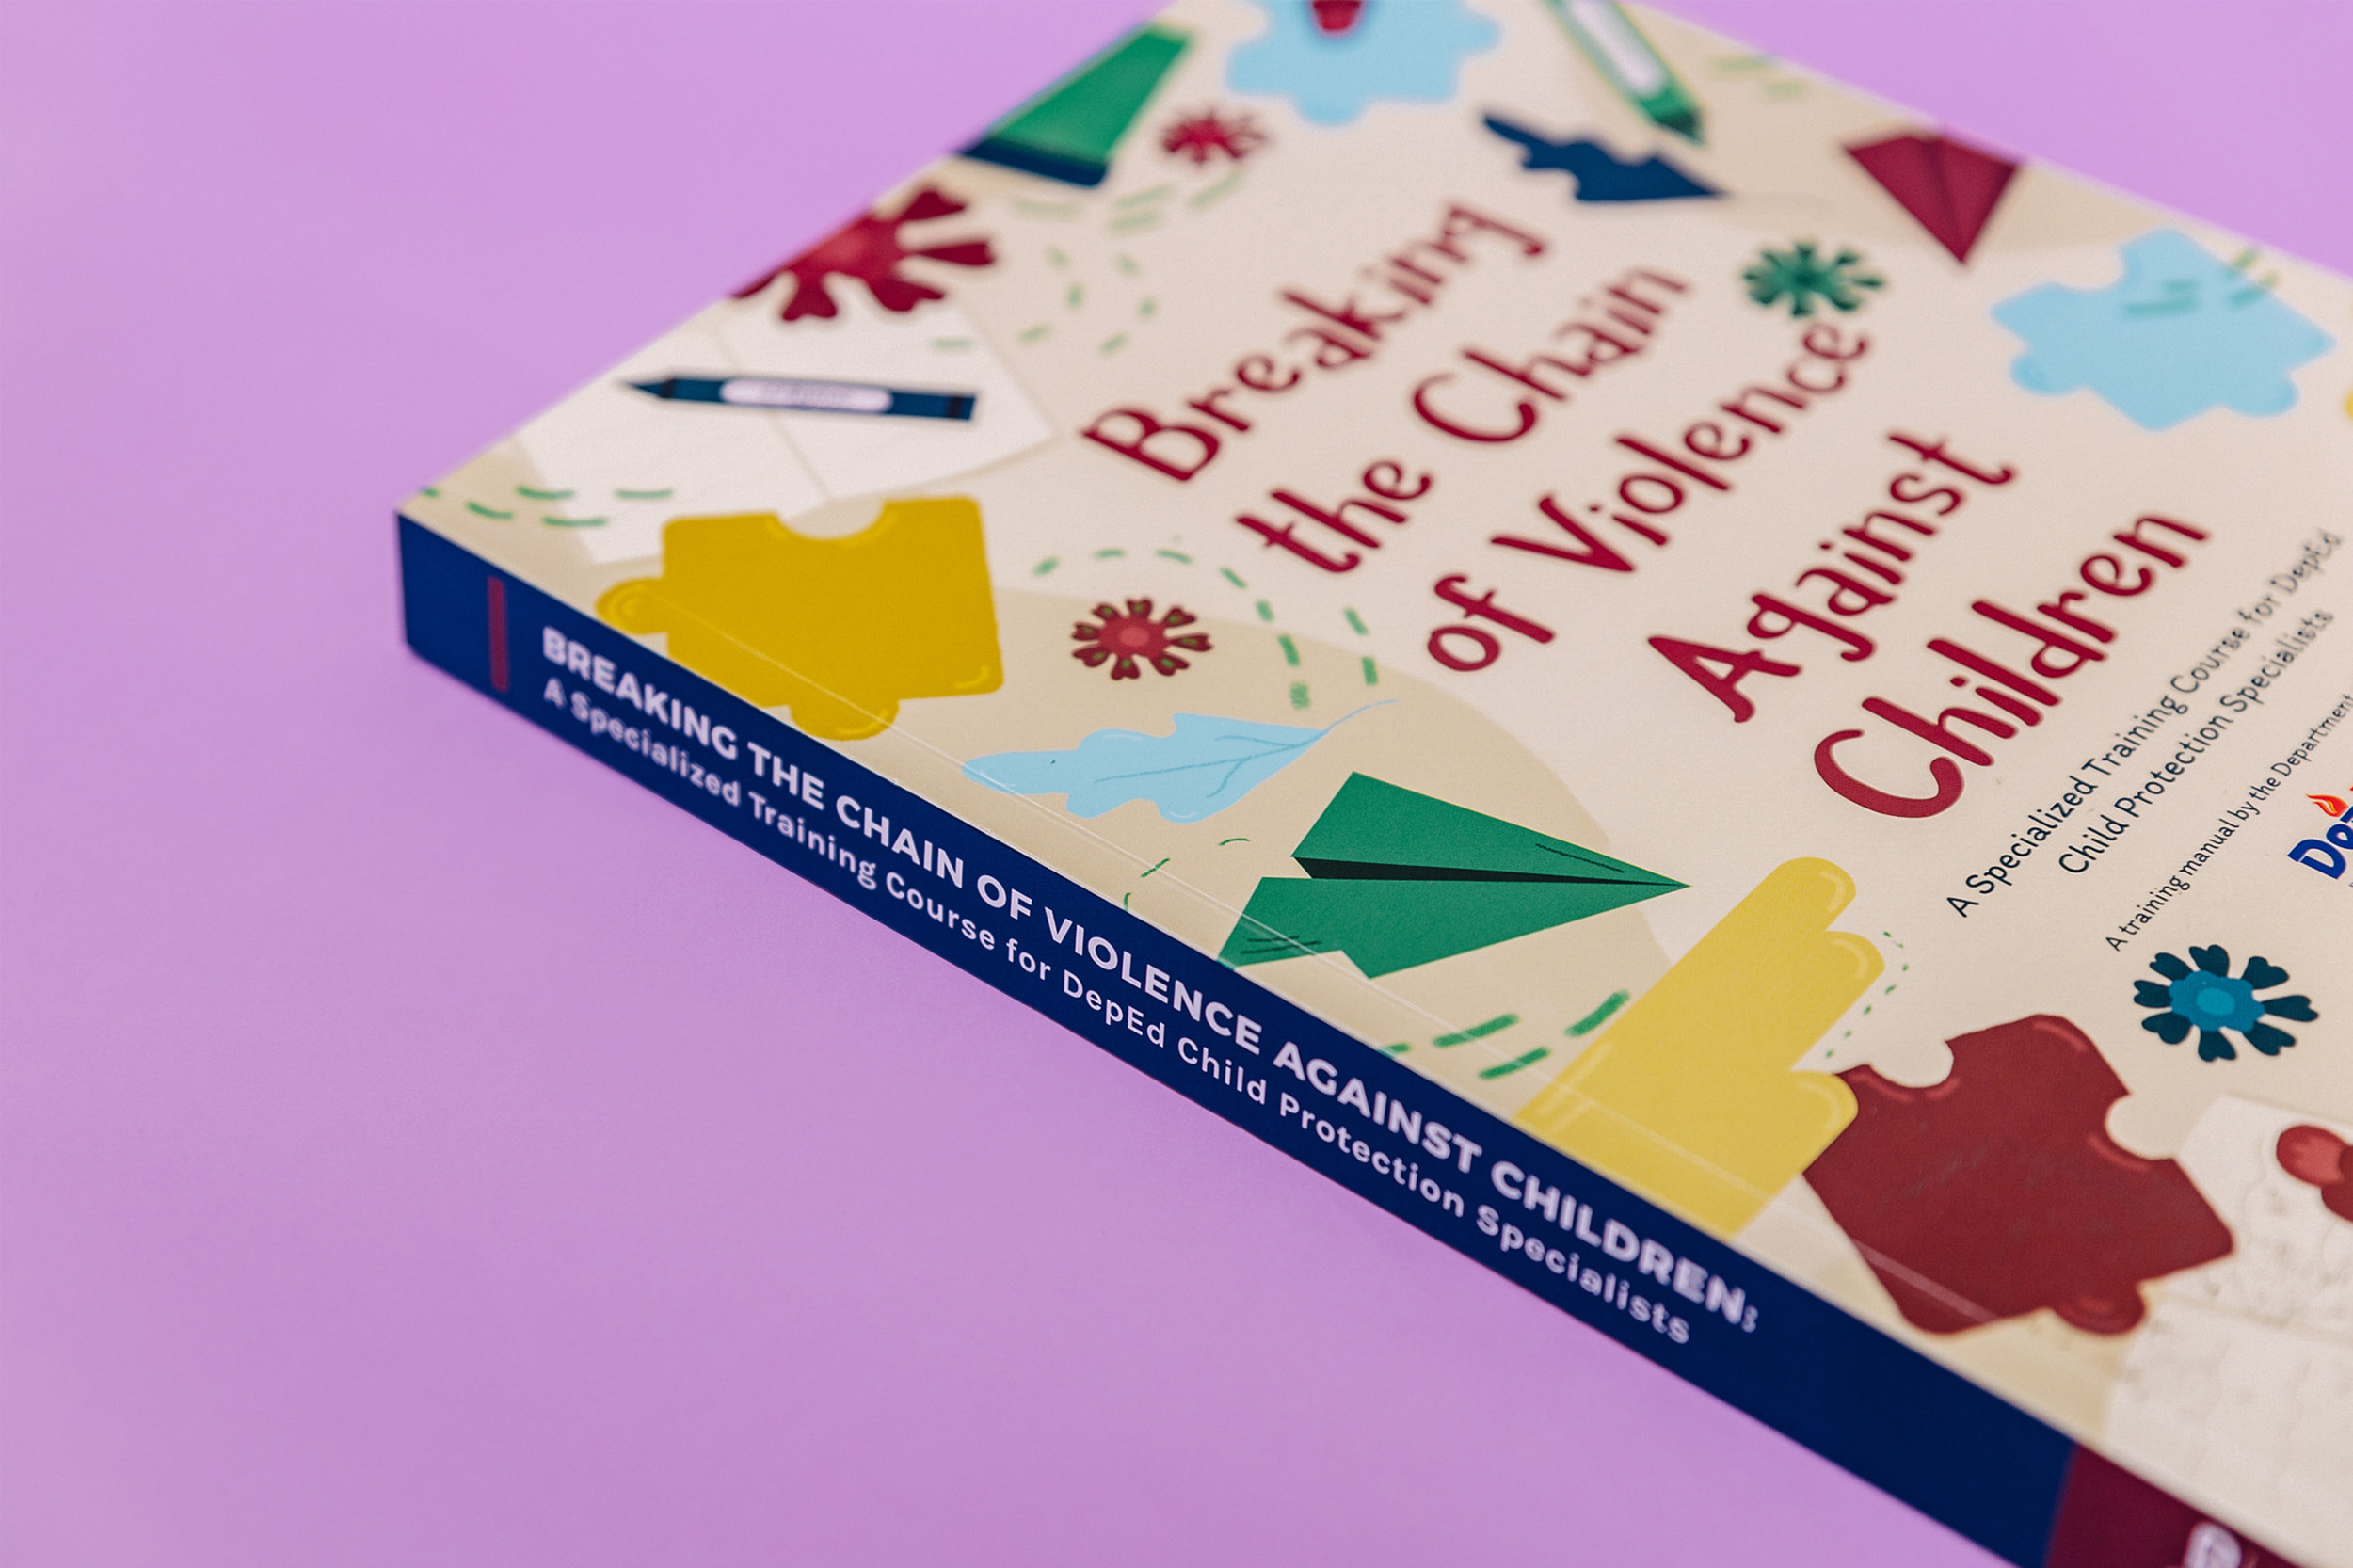 Breaking
the Chain
of Violence
Against
Children
A Specialized Training Course for DepEd
Child Protection Specialists
A training manual by the Department
BREAKING THE CHAIN OF VIOLENCE AGAINST CHILDREN:
A Specialized Training Course for DepEd Child Protection Specialists